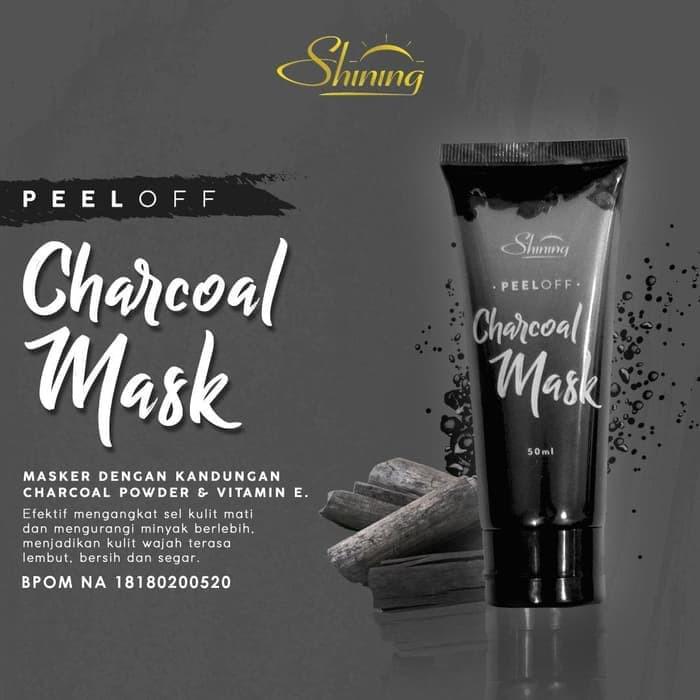 Shining
PEELOFF
Charcoal
Mask
MASKER DENGAN KANDUNGAN
CHARCOAL POWDER & VITAMIN E.
Efektif mengangkat sel kulit mati
dan mengurangi minyak berlebih,
menjadikan kulit wajah terasa
lembut, bersih dan segar.
BPOM NA 18180200520
Shining
· PEELOFF ·
Charcoal
Mask
50ml